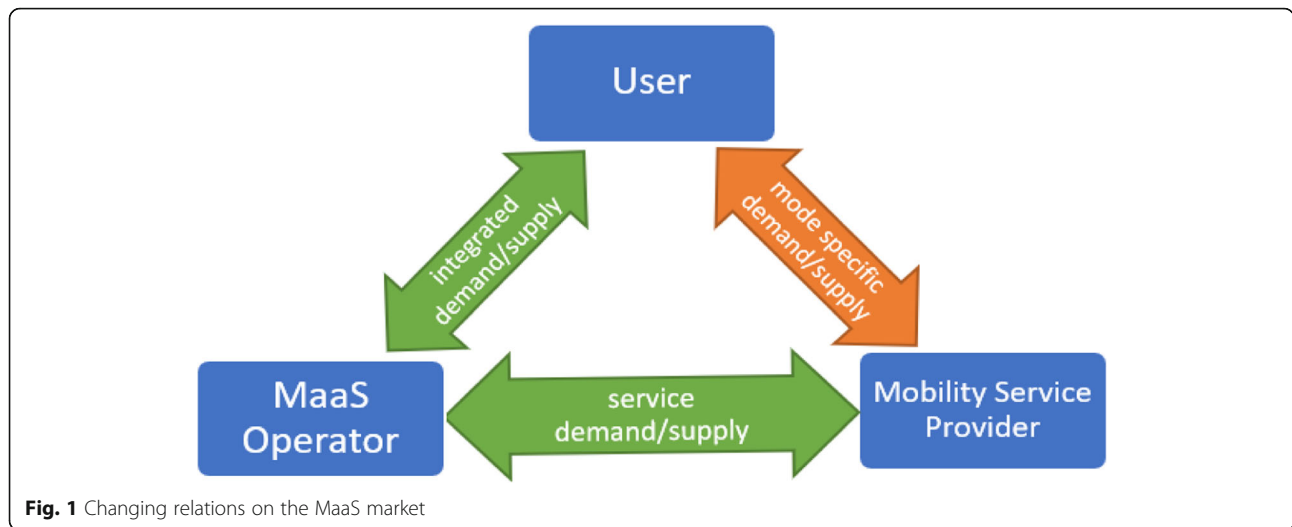 User
integrated
demand/supply
mode specific
demand/supply
MaaS
Operator
service
demand/supply
Mobility Service
Provider
Fig. 1 Changing relations on the MaaS market